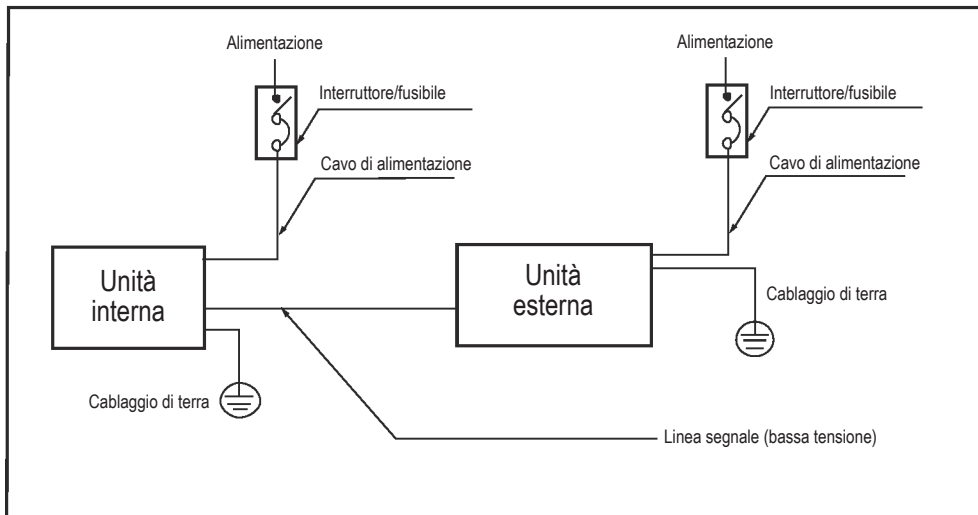 Alimentazione
Alimentazione
Interruttore/fusibile
Interruttore/fusibile
Cavo di alimentazione
Cavo di alimentazione
Unità
interna
Unità
esterna
Cablaggio di terra
Cablaggio di terra
Linea segnale (bassa tensione)